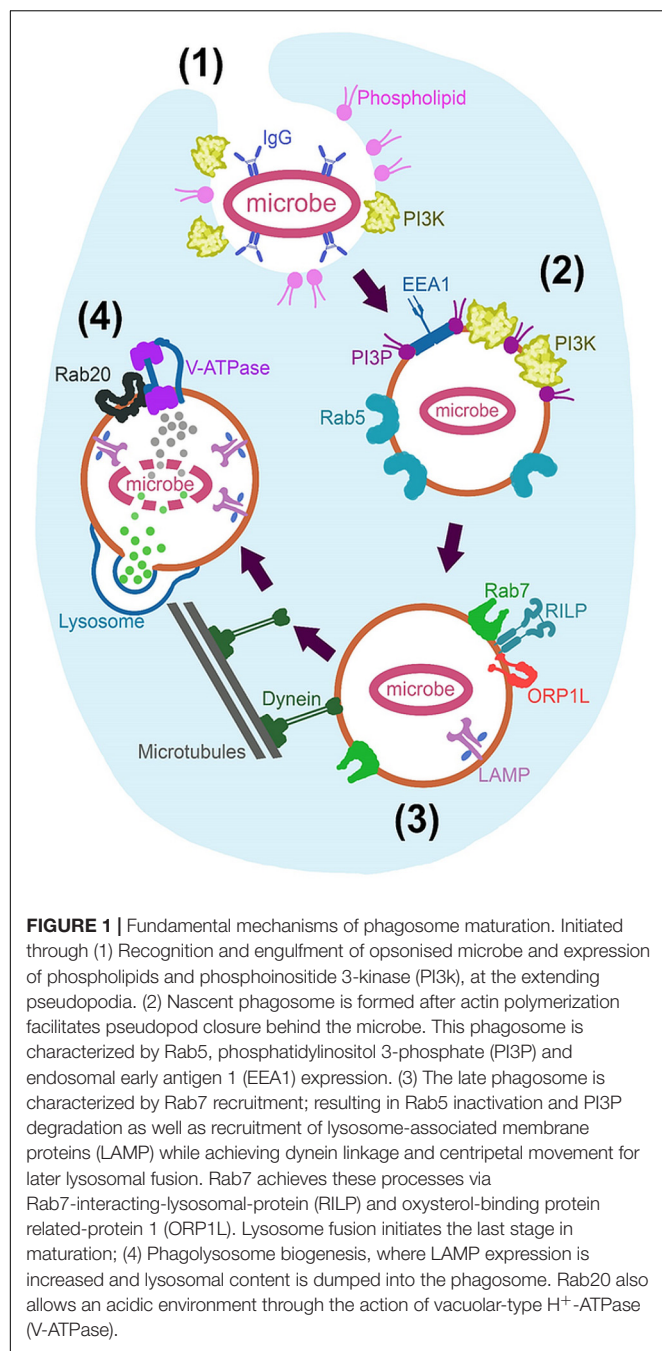 (1)
Phospholipid
IgG
microbe
PI3K
(2)
EEA1
PI3P
PI3K
Rab5
microbe
(4)
V-ATPase
Rab20
microbe
Lysosome
Rab7
RILP
microbe
ORP1L
Dynein
Microtubules
LAMP
(3)
FIGURE 1 | Fundamental mechanisms of phagosome maturation. Initiated
through (1) Recognition and engulfment of opsonised microbe and expression
of phospholipids and phosphoinositide 3-kinase (PI3k), at the extending
pseudopodia. (2) Nascent phagosome is formed after actin polymerization
facilitates pseudopod closure behind the microbe. This phagosome is
characterized by Rab5, phosphatidylinositol 3-phosphate (PI3P) and
endosomal early antigen 1 (EEA1) expression. (3) The late phagosome is
characterized by Rab7 recruitment; resulting in Rab5 inactivation and PI3P
degradation as well as recruitment of lysosome-associated membrane
proteins (LAMP) while achieving dynein linkage and centripetal movement for
later lysosomal fusion. Rab7 achieves these processes via
Rab7-interacting-lysosomal-protein (RILP) and oxysterol-binding protein
related-protein 1 (ORP1L). Lysosome fusion initiates the last stage in
maturation; (4) Phagolysosome biogenesis, where LAMP expression is
increased and lysosomal content is dumped into the phagosome. Rab20 also
allows an acidic environment through the action of vacuolar-type H⁺-ATPase
(V-ATPase).